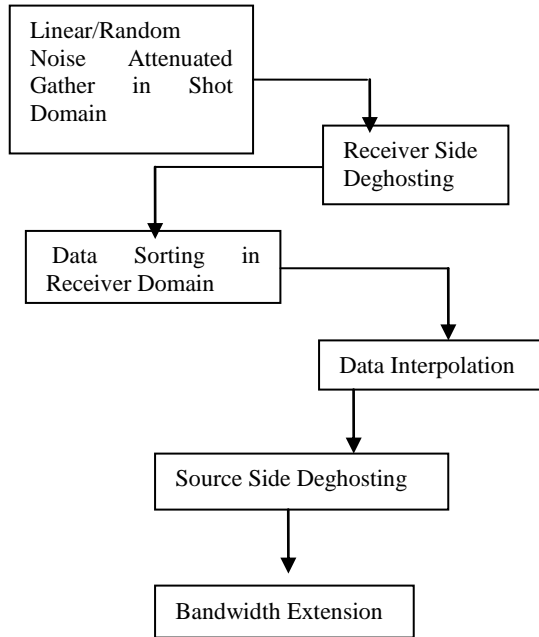 Linear/Random
Noise Attenuated
Gather in Shot
Domain
Receiver Side
Deghosting
Data Sorting in
Receiver Domain
Data Interpolation
Source Side Deghosting
Bandwidth Extension